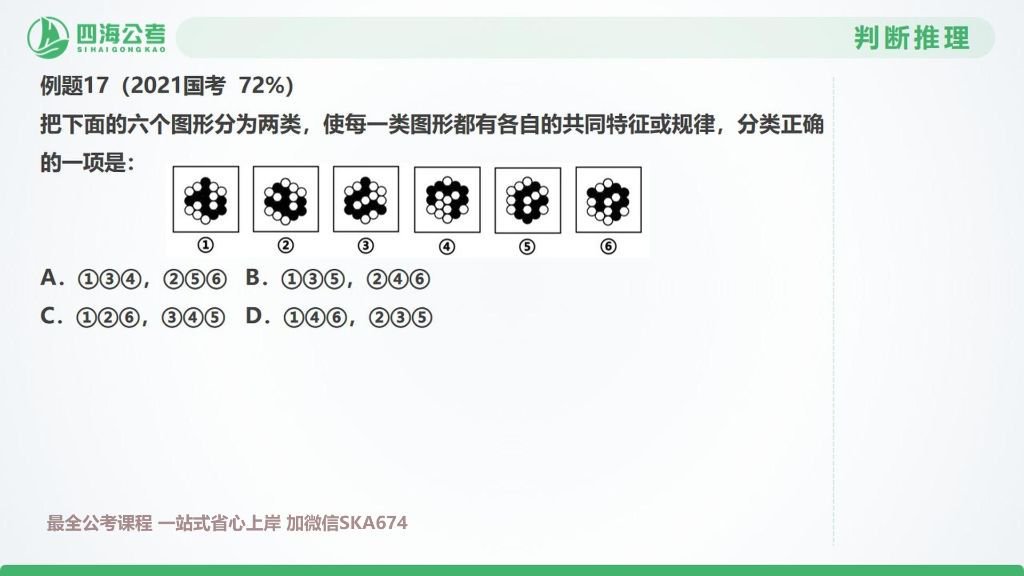 四海公考
SIHAIGONGKAO
判断推理
例题17（2021国考 72%）
把下面的六个图形分为两类，使每一类图形都有各自的共同特征或规律，分类正确
的一项是：
① ② ③ ④ ⑤ ⑥
A. ①③④，②⑤⑥ B. ①③⑤，②④⑥
C. ①②⑥，③④⑤ D. ①④⑥，②③⑤
最全公考课程 一站式省心上岸 加微信SKA674